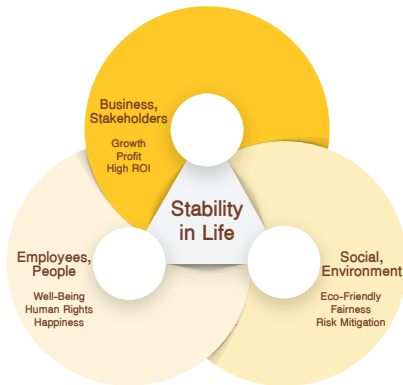 Business,
Stakeholders
Growth
Profit
High ROI
Stability
in Life
Employees,
People
Well-Being
Human Rights
Happiness
Social,
Environment
Eco-Friendly
Fairness
Risk Mitigation